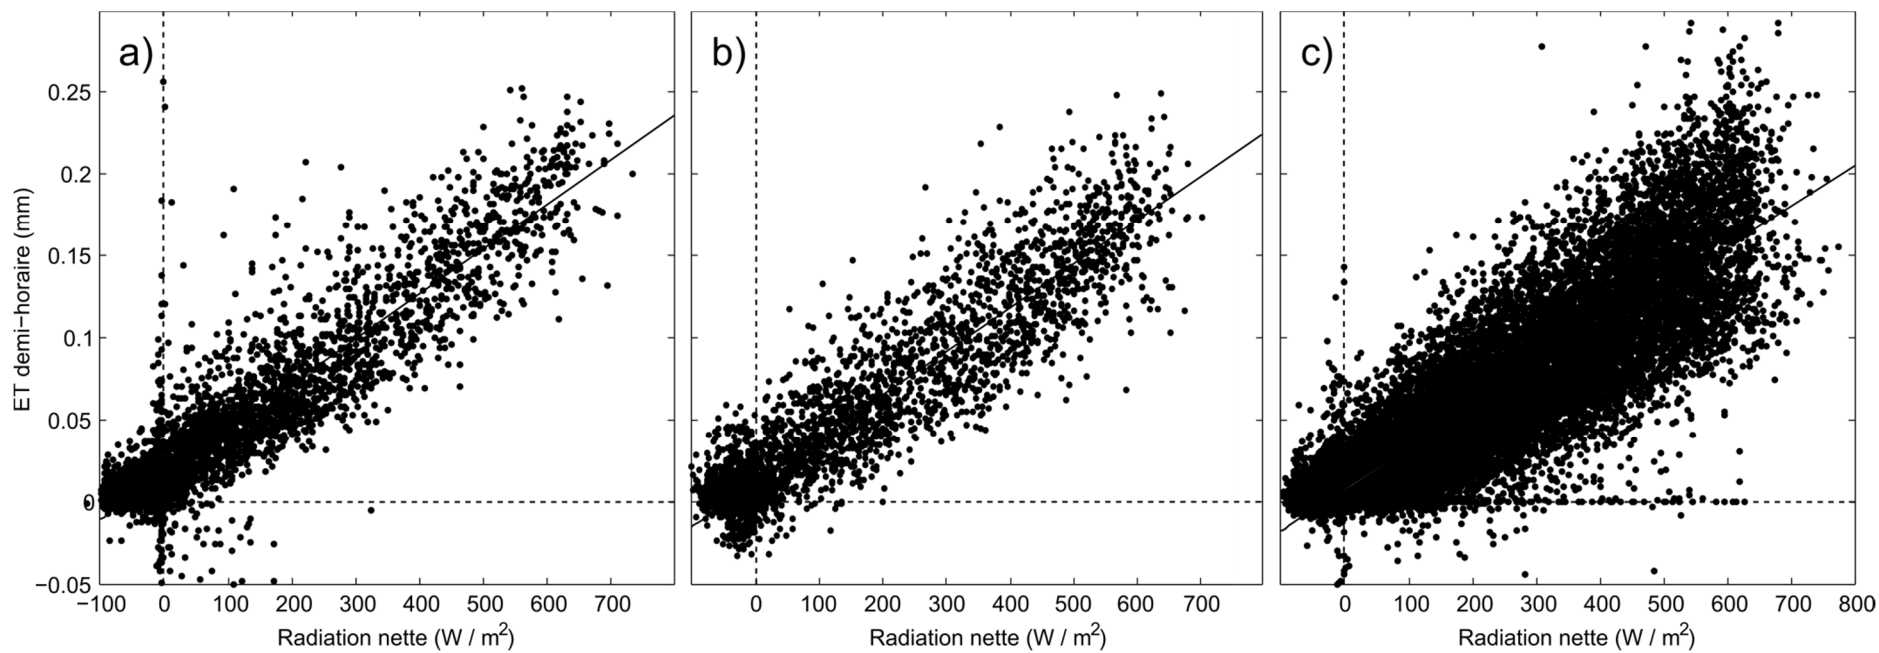 a)
b)
c)
ET demi−horaire (mm)
0.25
0.2
0.15
0.1
0.05
0
−0.05
−100 0 100 200 300 400 500 600 700
0 100 200 300 400 500 600 700
0 100 200 300 400 500 600 700 800
Radiation nette (W / m²)
Radiation nette (W / m²)
Radiation nette (W / m²)